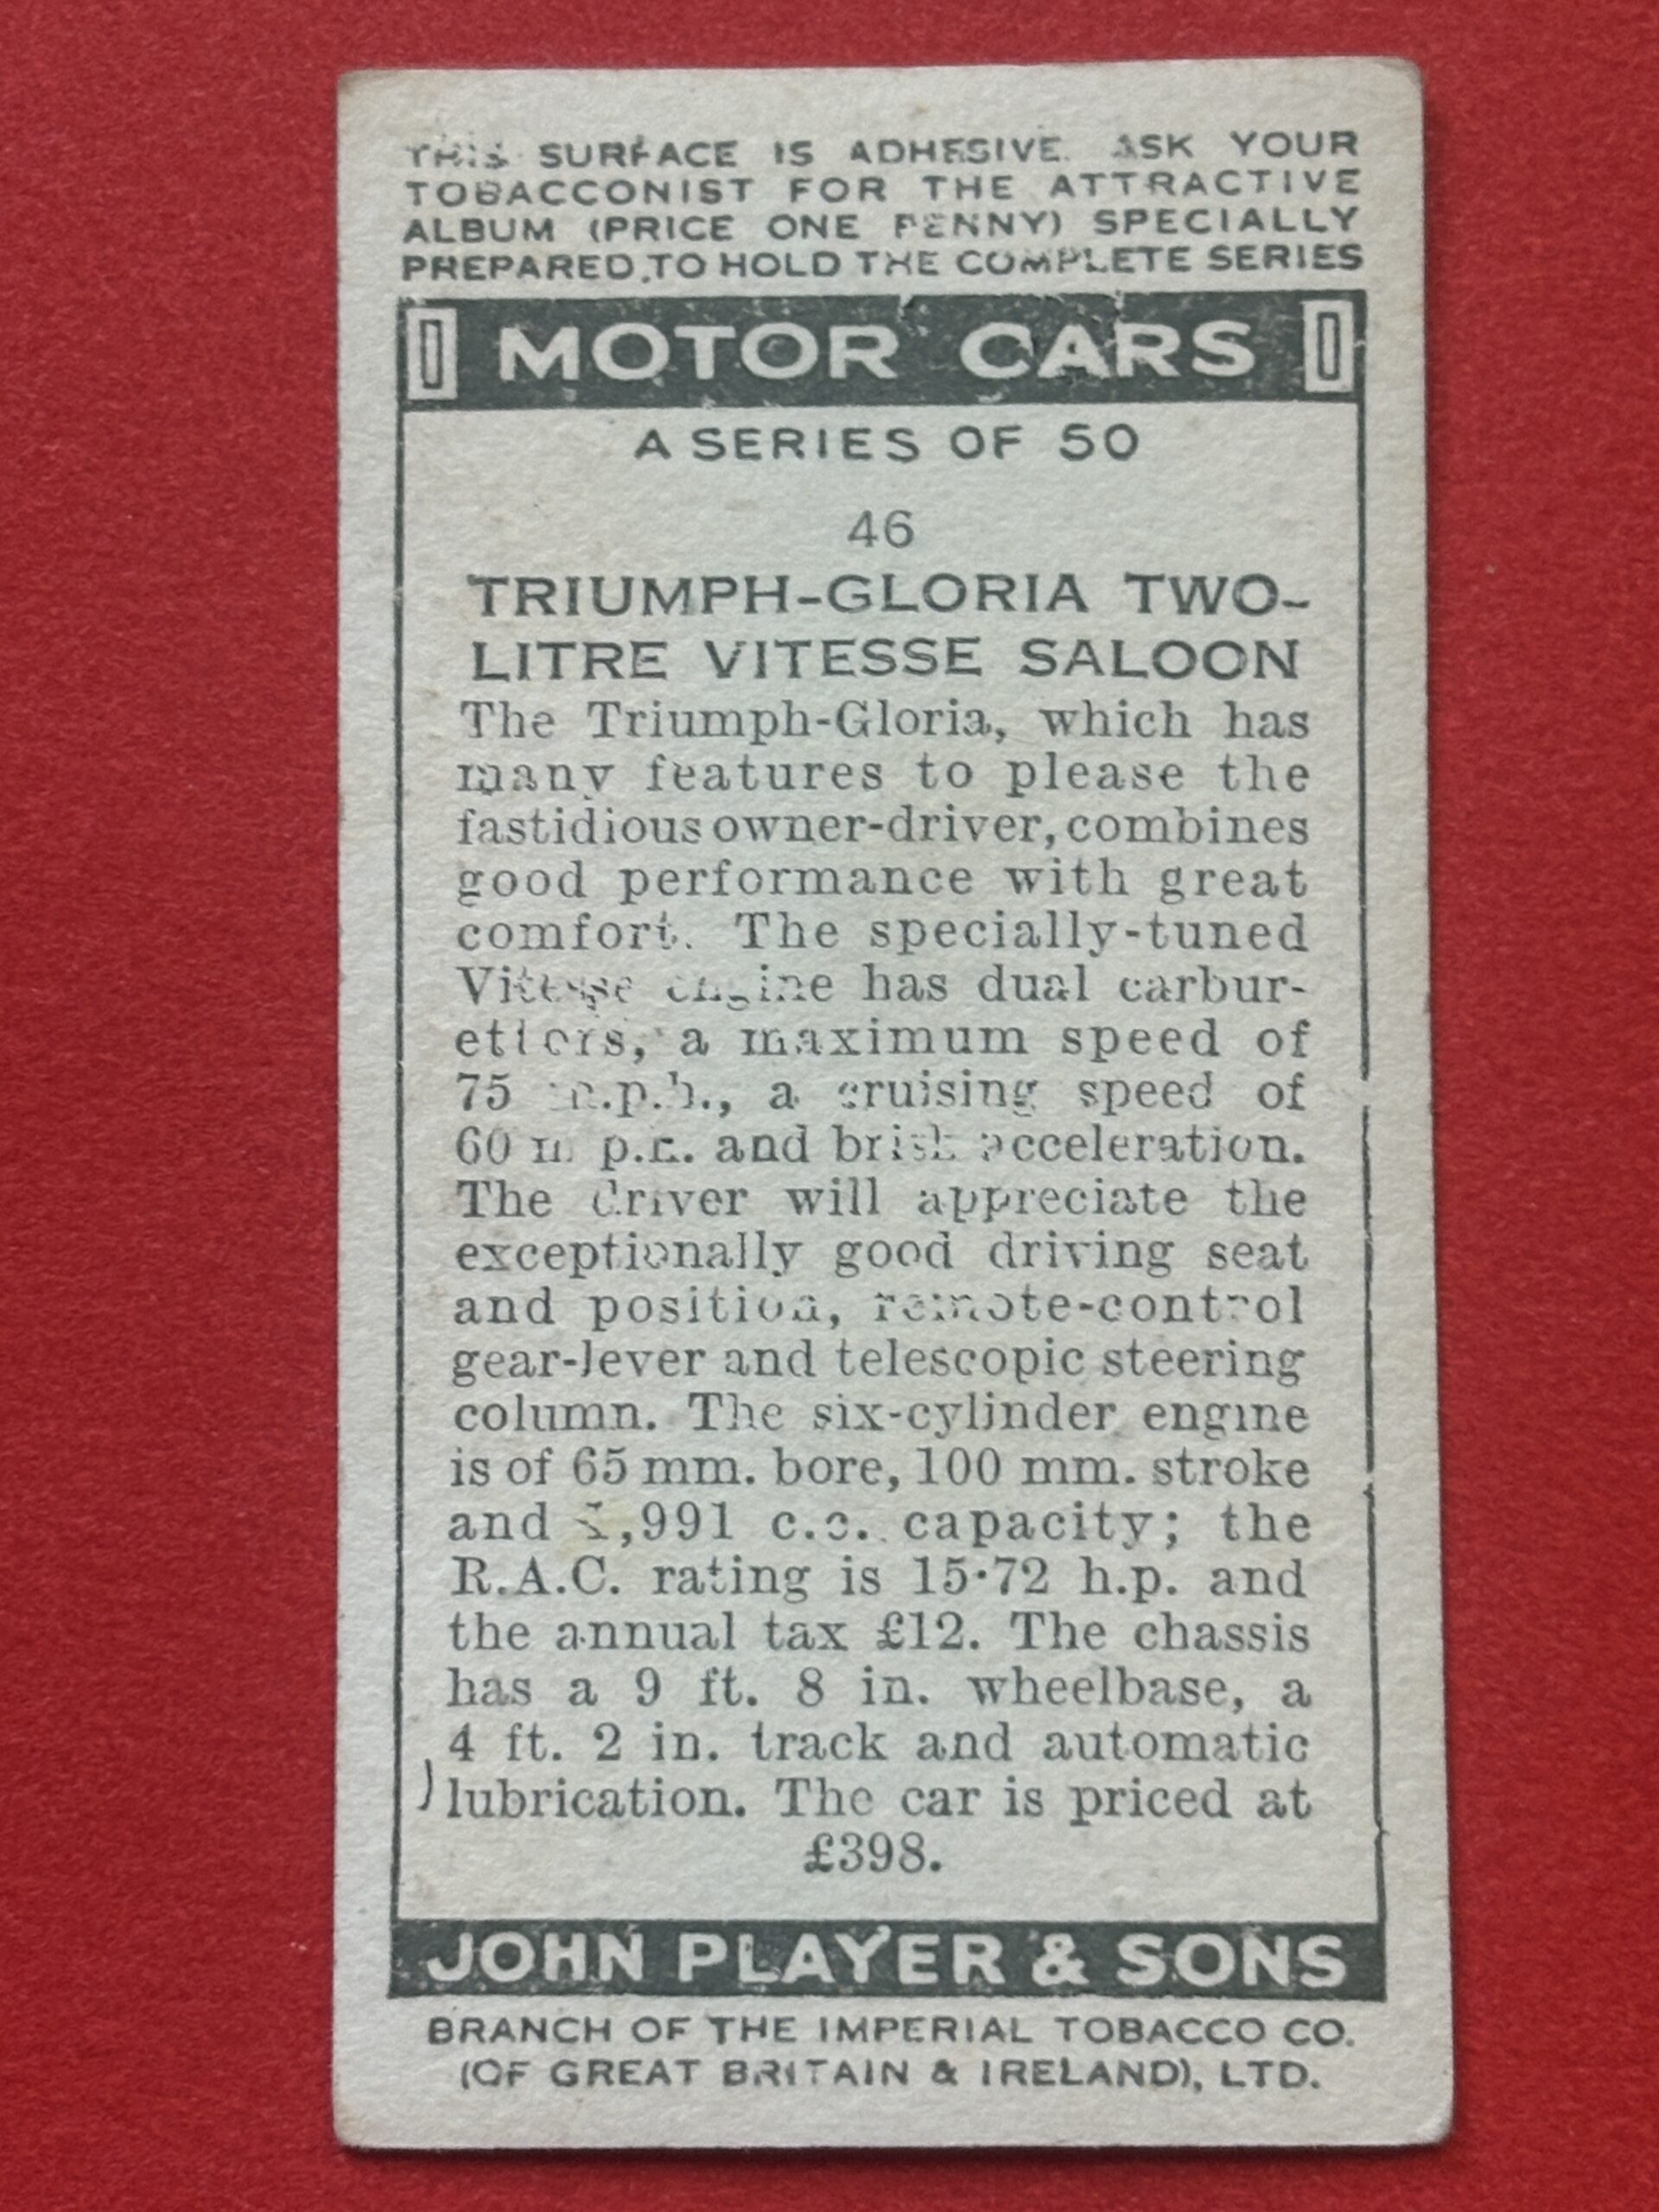 THIS SURFACE IS ADHESIVE. ASK YOUR
TOBACCONIST FOR THE ATTRACTIVE
ALBUM (PRICE ONE PENNY) SPECIALLY
PREPARED TO HOLD THE COMPLETE SERIES
MOTOR CARS
A SERIES OF 50
46
TRIUMPH-GLORIA TWO-
LITRE VITESSE SALOON
The Triumph-Gloria, which has
many features to please the
fastidious owner-driver, combines
good performance with great
comfort. The specially-tuned
Vitesse engine has dual carbur-
ettors, a maximum speed of
75 m.p.h., a cruising speed of
60 m.p.h. and brisk acceleration.
The driver will appreciate the
exceptionally good driving seat
and position, remote-control
gear-lever and telescopic steering
column. The six-cylinder engine
is of 65 mm. bore, 100 mm. stroke
and 1,991 c.c. capacity; the
R.A.C. rating is 15·72 h.p. and
the annual tax £12. The chassis
has a 9 ft. 8 in. wheelbase, a
4 ft. 2 in. track and automatic
lubrication. The car is priced at
£398.
JOHN PLAYER & SONS
BRANCH OF THE IMPERIAL TOBACCO CO.
(OF GREAT BRITAIN & IRELAND), LTD.